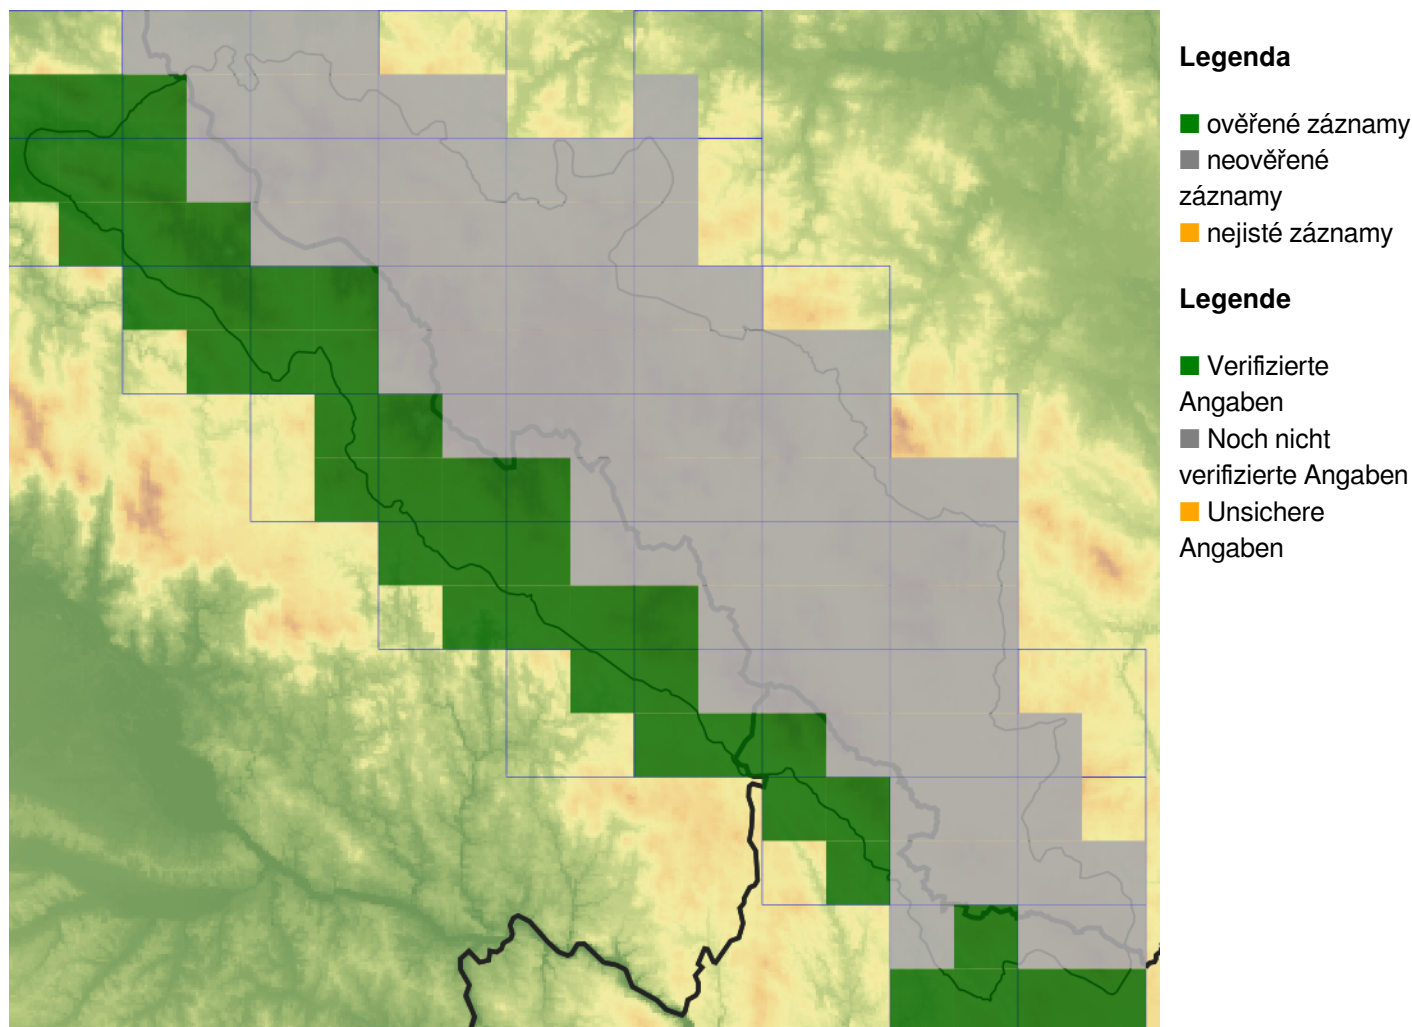 Legenda
ověřené záznamy
neověřené
záznamy
nejisté záznamy
Legende
Verifizierte
Angaben
Noch nicht
verifizierte Angaben
Unsichere
Angaben